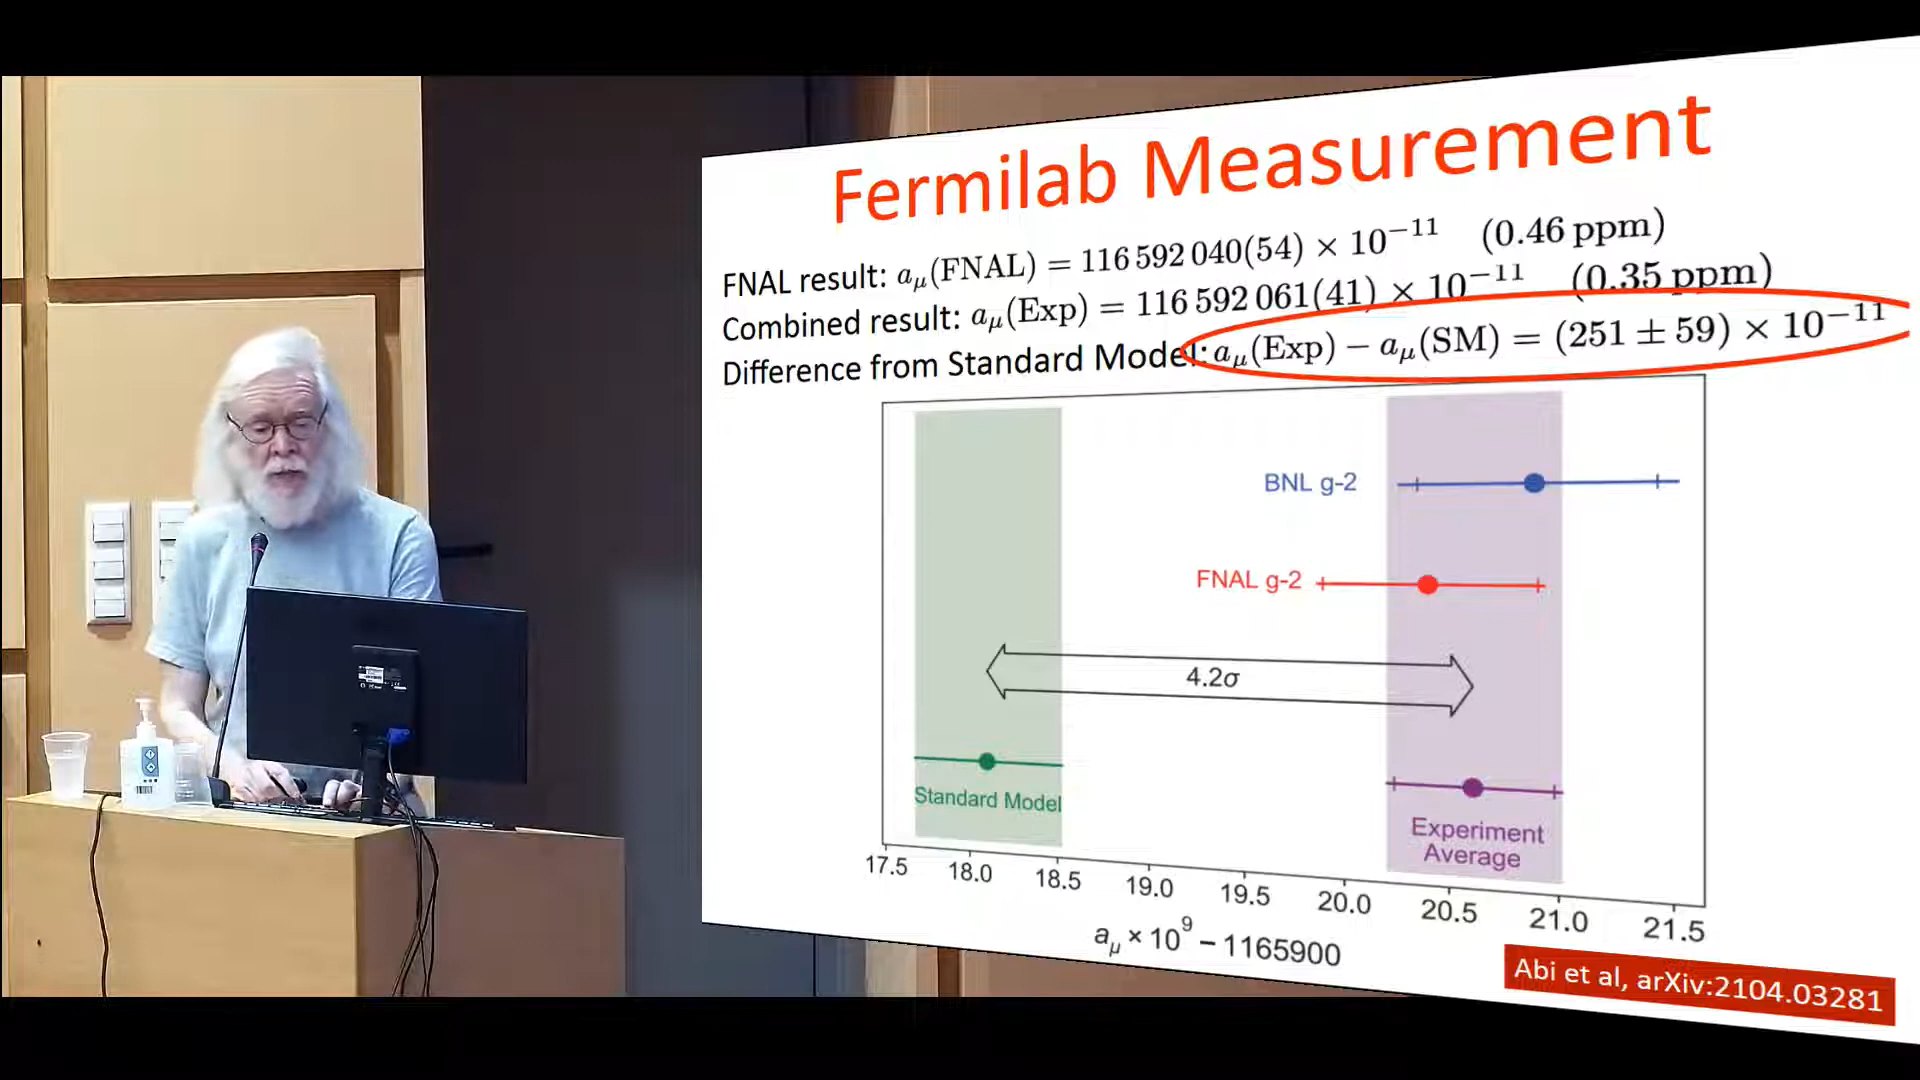 Fermilab Measurement
FNAL result: aμ(FNAL) = 116 592 040(54) × 10⁻¹¹ (0.46 ppm)
Combined result: aμ(Exp) = 116 592 061(41) × 10⁻¹¹ (0.35 ppm)
Difference from Standard Model: aμ(Exp) − aμ(SM) = (251 ± 59) × 10⁻¹¹
BNL g-2
FNAL g-2
4.2σ
Standard Model
Experiment
Average
17.5 18.0 18.5 19.0 19.5 20.0 20.5 21.0 21.5
aμ × 10⁹ − 1165900
Abi et al, arXiv:2104.03281